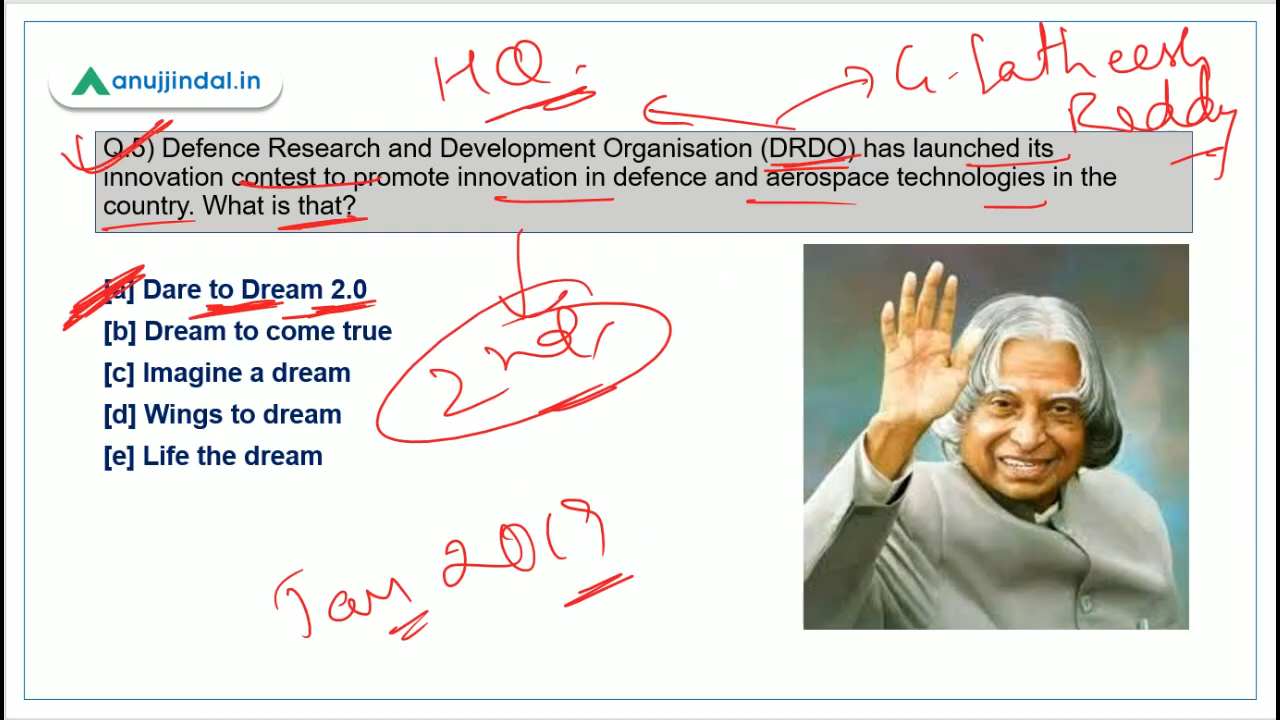 HQ.
G. Satheesh
Reddy
anujjindal.in
Q.5) Defence Research and Development Organisation (DRDO) has launched its
innovation contest to promote innovation in defence and aerospace technologies in the
country. What is that?
[a] Dare to Dream 2.0
[b] Dream to come true
[c] Imagine a dream
[d] Wings to dream
[e] Life the dream
2nd
Jan 2019